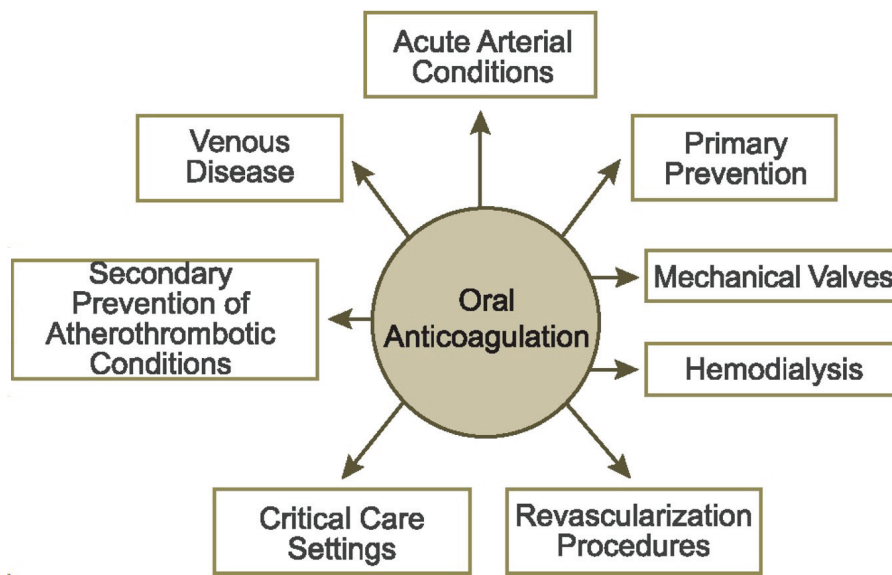 Acute Arterial
Conditions
Venous
Disease
Primary
Prevention
Secondary
Prevention of
Atherothrombotic
Conditions
Oral
Anticoagulation
Mechanical Valves
Hemodialysis
Critical Care
Settings
Revascularization
Procedures